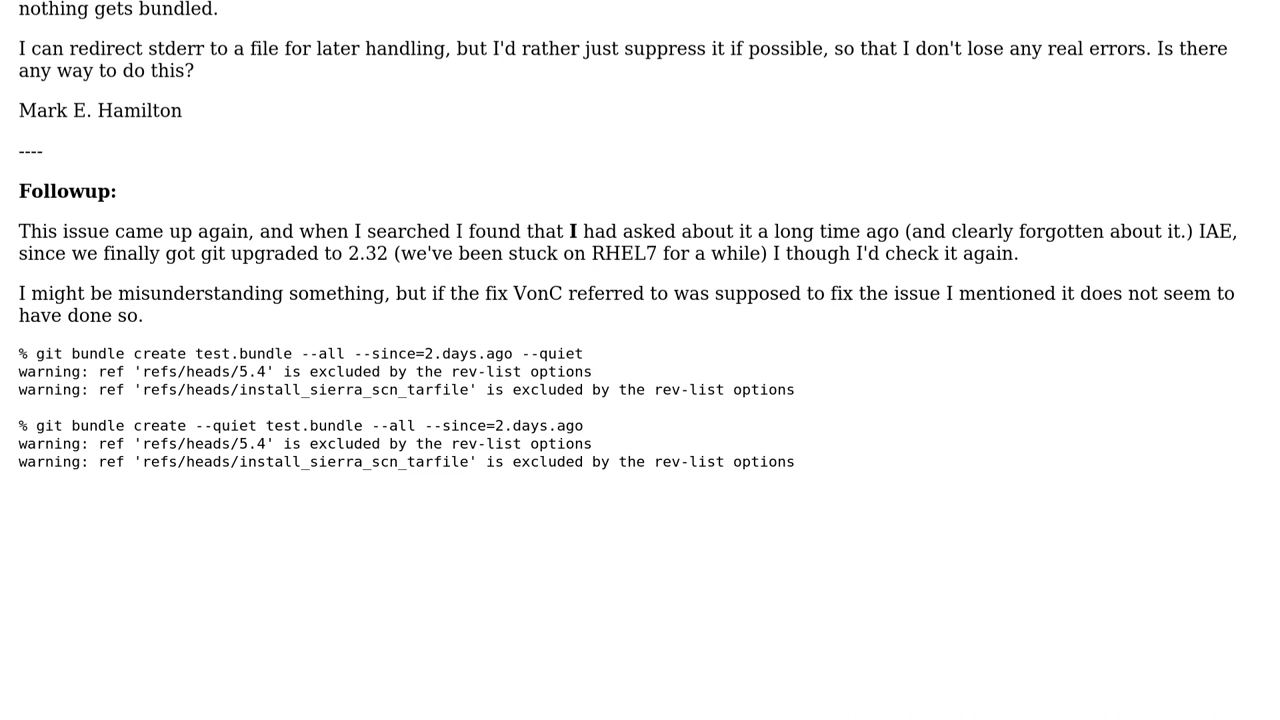 nothing gets bundled.
I can redirect stderr to a file for later handling, but I'd rather just suppress it if possible, so that I don't lose any real errors. Is there
any way to do this?
Mark E. Hamilton
----
Followup:
This issue came up again, and when I searched I found that I had asked about it a long time ago (and clearly forgotten about it.) IAE,
since we finally got git upgraded to 2.32 (we've been stuck on RHEL7 for a while) I though I'd check it again.
I might be misunderstanding something, but if the fix VonC referred to was supposed to fix the issue I mentioned it does not seem to
have done so.
% git bundle create test.bundle --all --since=2.days.ago --quiet
warning: ref 'refs/heads/5.4' is excluded by the rev-list options
warning: ref 'refs/heads/install_sierra_scn_tarfile' is excluded by the rev-list options
% git bundle create --quiet test.bundle --all --since=2.days.ago
warning: ref 'refs/heads/5.4' is excluded by the rev-list options
warning: ref 'refs/heads/install_sierra_scn_tarfile' is excluded by the rev-list options